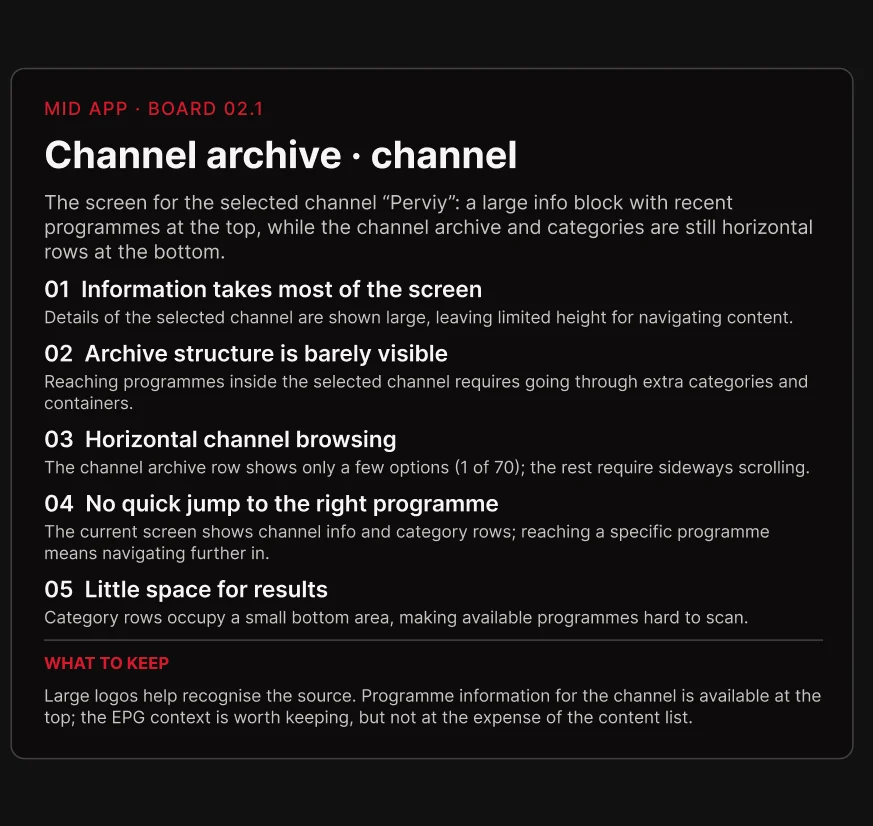 MID APP · BOARD 02.1
Channel archive · channel
The screen for the selected channel “Perviy”: a large info block with recent
programmes at the top, while the channel archive and categories are still horizontal
rows at the bottom.
01 Information takes most of the screen
Details of the selected channel are shown large, leaving limited height for navigating content.
02 Archive structure is barely visible
Reaching programmes inside the selected channel requires going through extra categories and
containers.
03 Horizontal channel browsing
The channel archive row shows only a few options (1 of 70); the rest require sideways scrolling.
04 No quick jump to the right programme
The current screen shows channel info and category rows; reaching a specific programme
means navigating further in.
05 Little space for results
Category rows occupy a small bottom area, making available programmes hard to scan.
WHAT TO KEEP
Large logos help recognise the source. Programme information for the channel is available at the
top; the EPG context is worth keeping, but not at the expense of the content list.